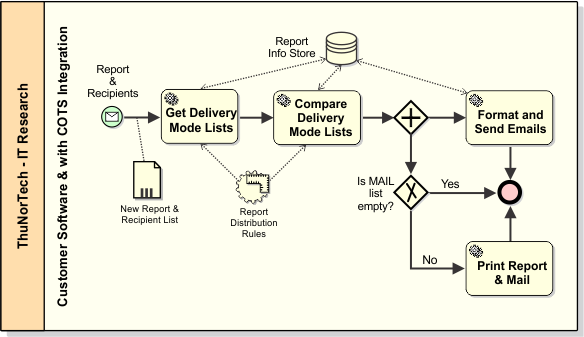 ThuNorTech - IT Research
Customer Software & with COTS Integration
Report
&
Recipients
Get Delivery
Mode Lists
New Report &
Recipient List
Report
Info Store
Compare
Delivery
Mode Lists
Report
Distribution
Rules
Format and
Send Emails
Is MAIL
list
empty?
Yes
No
Print Report
& Mail